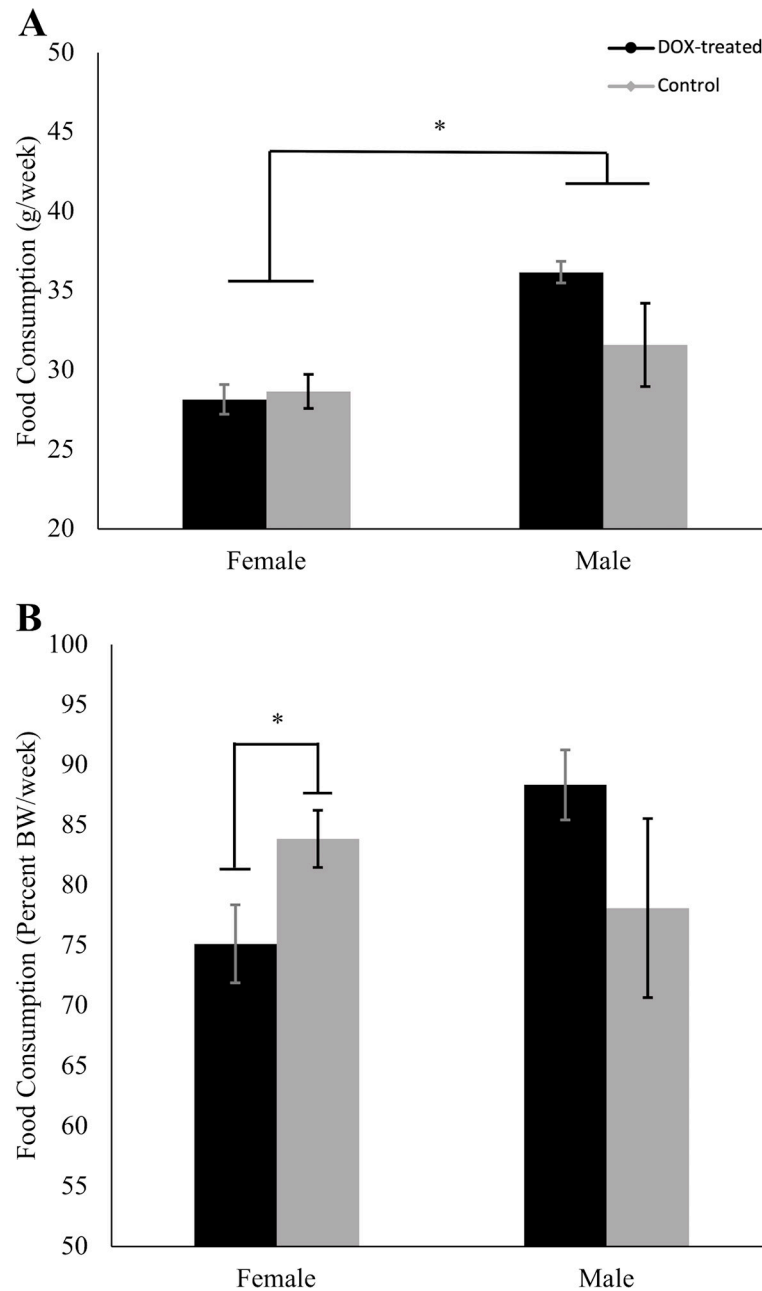 A
50
45
40
35
30
25
20
Food Consumption (g/week)
DOX-treated
Control
*
Female Male
B
100
95
90
85
80
75
70
65
60
55
50
Food Consumption (Percent BW/week)
*
Female Male